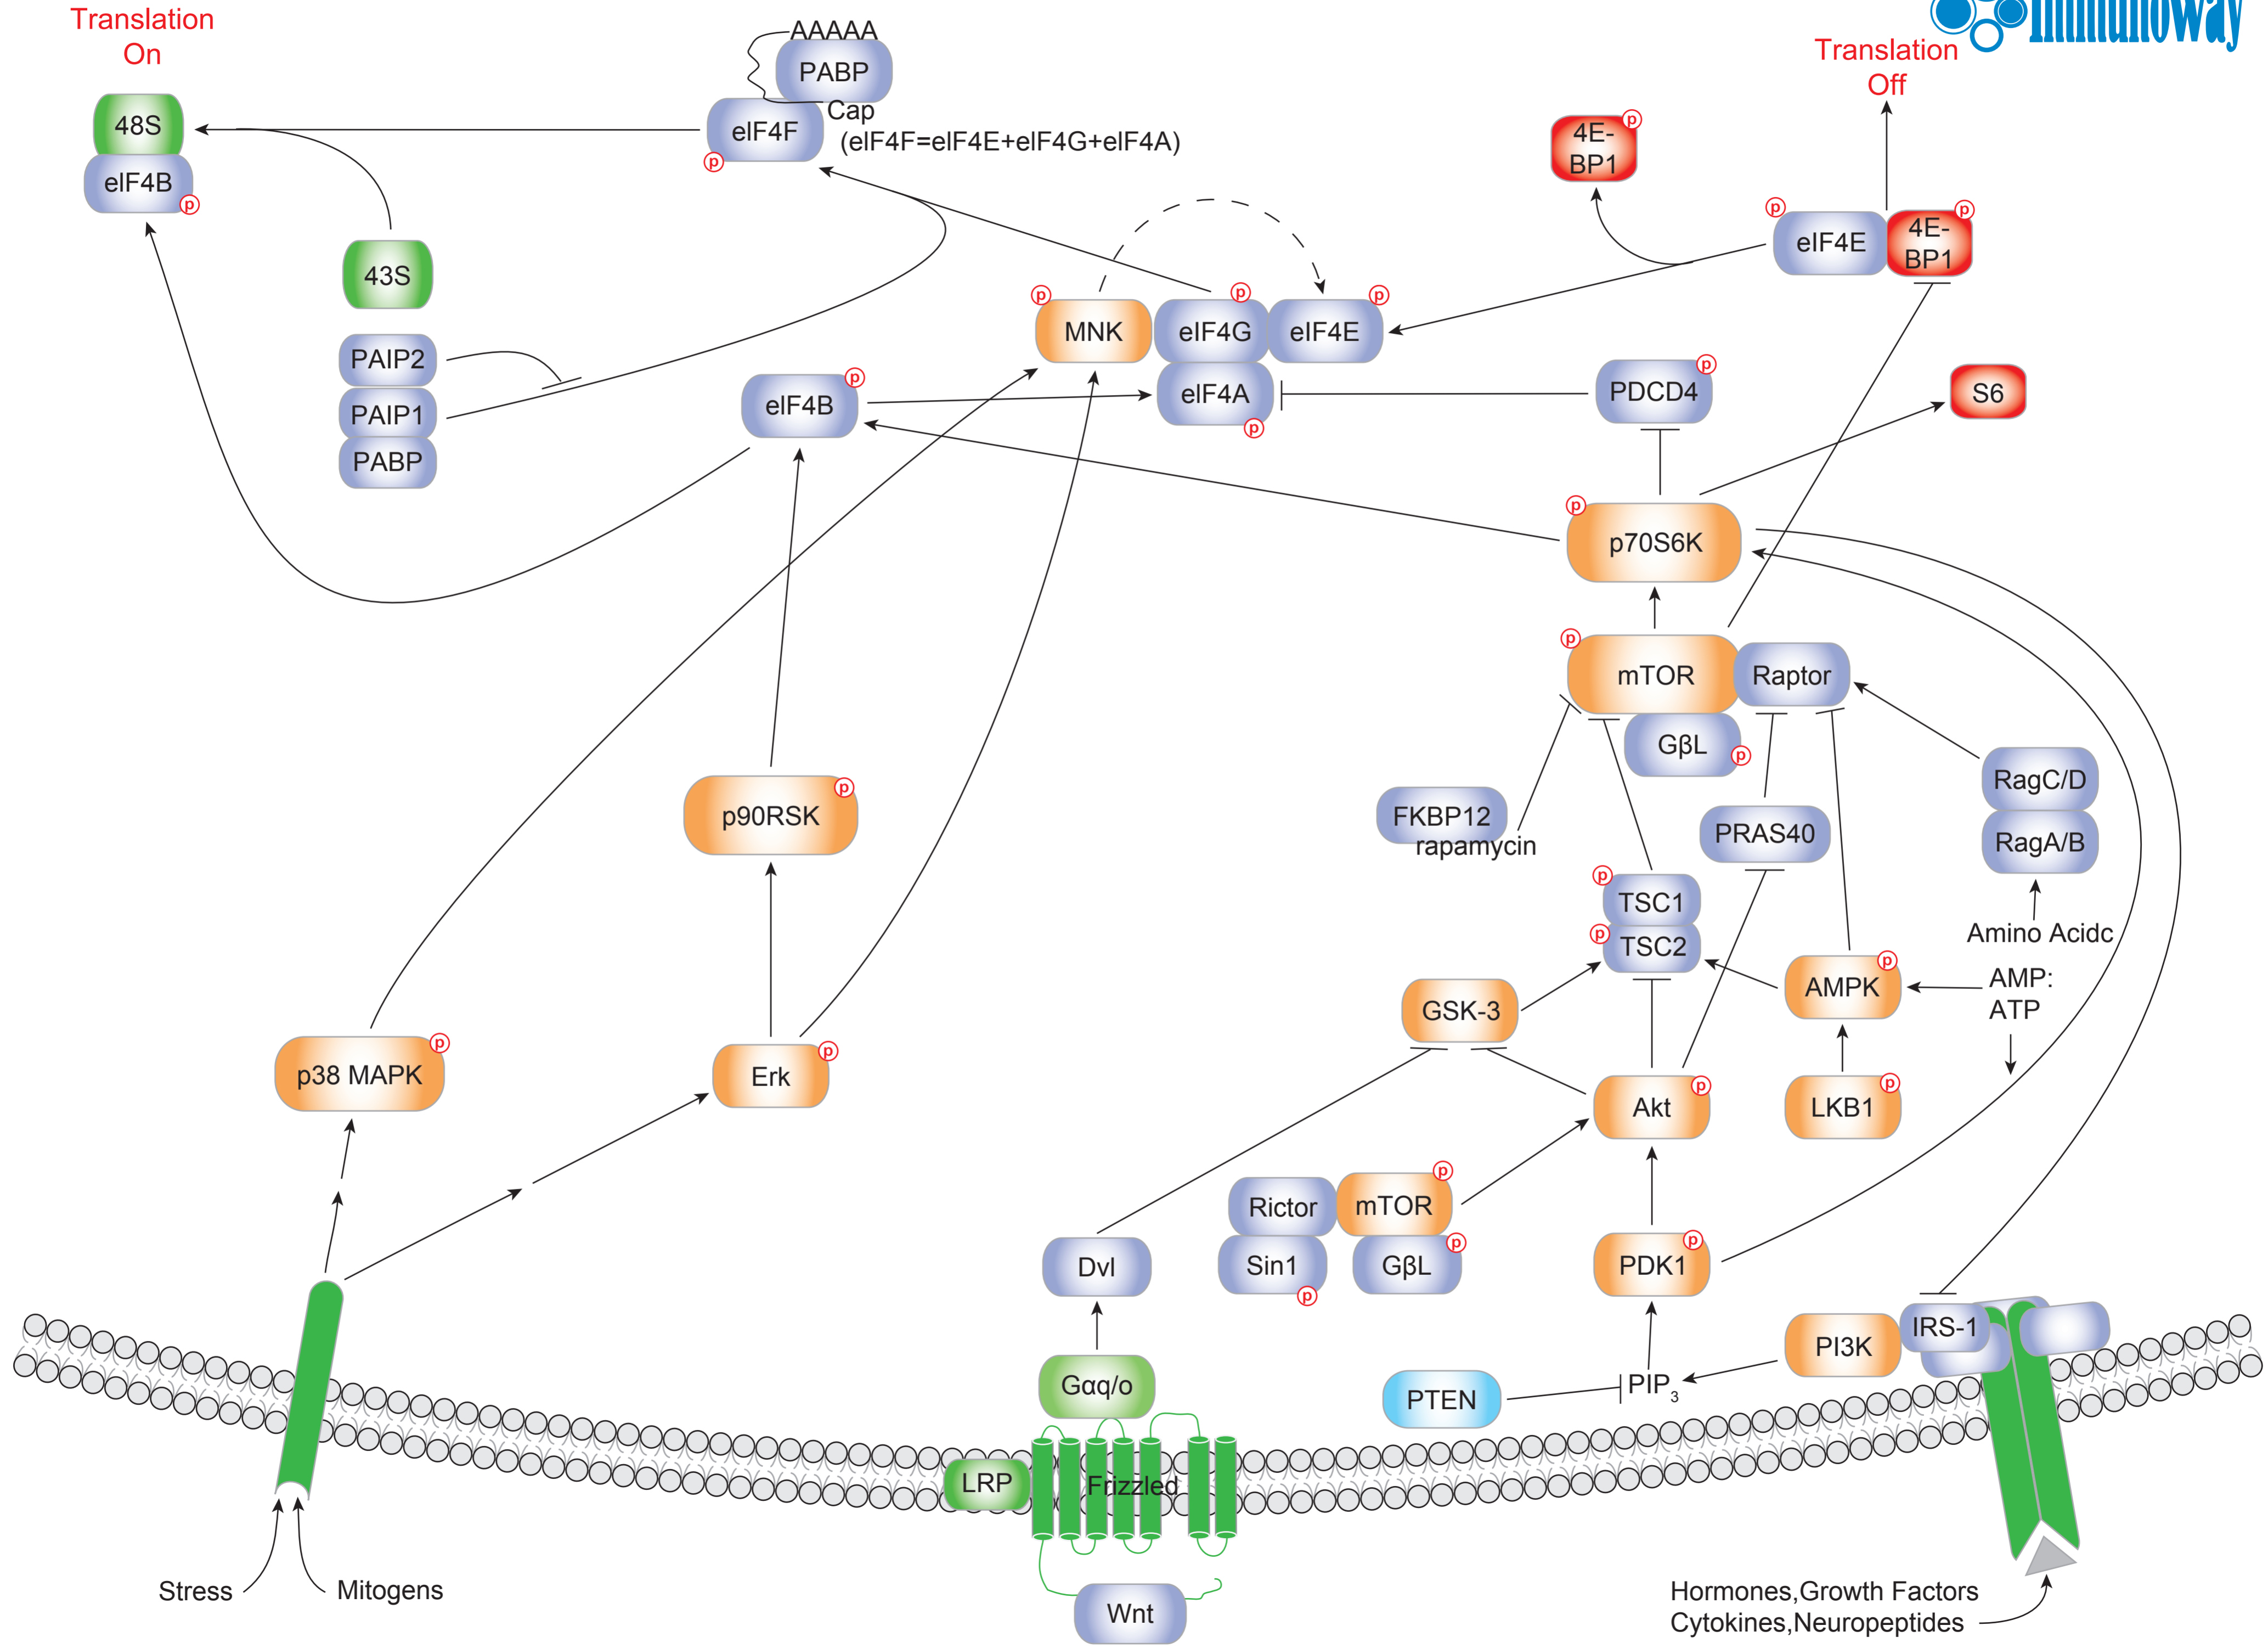 Translation
On
AAAAA
PABP
Cap
eIF4F
(eIF4F=eIF4E+eIF4G+eIF4A)
p
48S
eIF4B
p
43S
PAIP2
PAIP1
PABP
Immunoway
Translation
Off
4E-
BP1
p
p
eIF4E
4E-
BP1
p
p
MNK
eIF4G
p
eIF4E
p
eIF4A
p
eIF4B
p
PDCD4
p
S6
p
p70S6K
p
mTOR
Raptor
GβL
p
FKBP12
rapamycin
PRAS40
RagC/D
RagA/B
Amino Acidc
p
TSC1
p
TSC2
GSK-3
AMPK
p
AMP:
ATP
p90RSK
p
p38 MAPK
p
Erk
p
Akt
p
LKB1
p
Rictor
mTOR
p
Sin1
p
GβL
p
Dvl
PDK1
p
Gαq/o
PTEN
PIP3
PI3K
IRS-1
LRP
Frizzled
Wnt
Stress
Mitogens
Hormones,Growth Factors
Cytokines,Neuropeptides